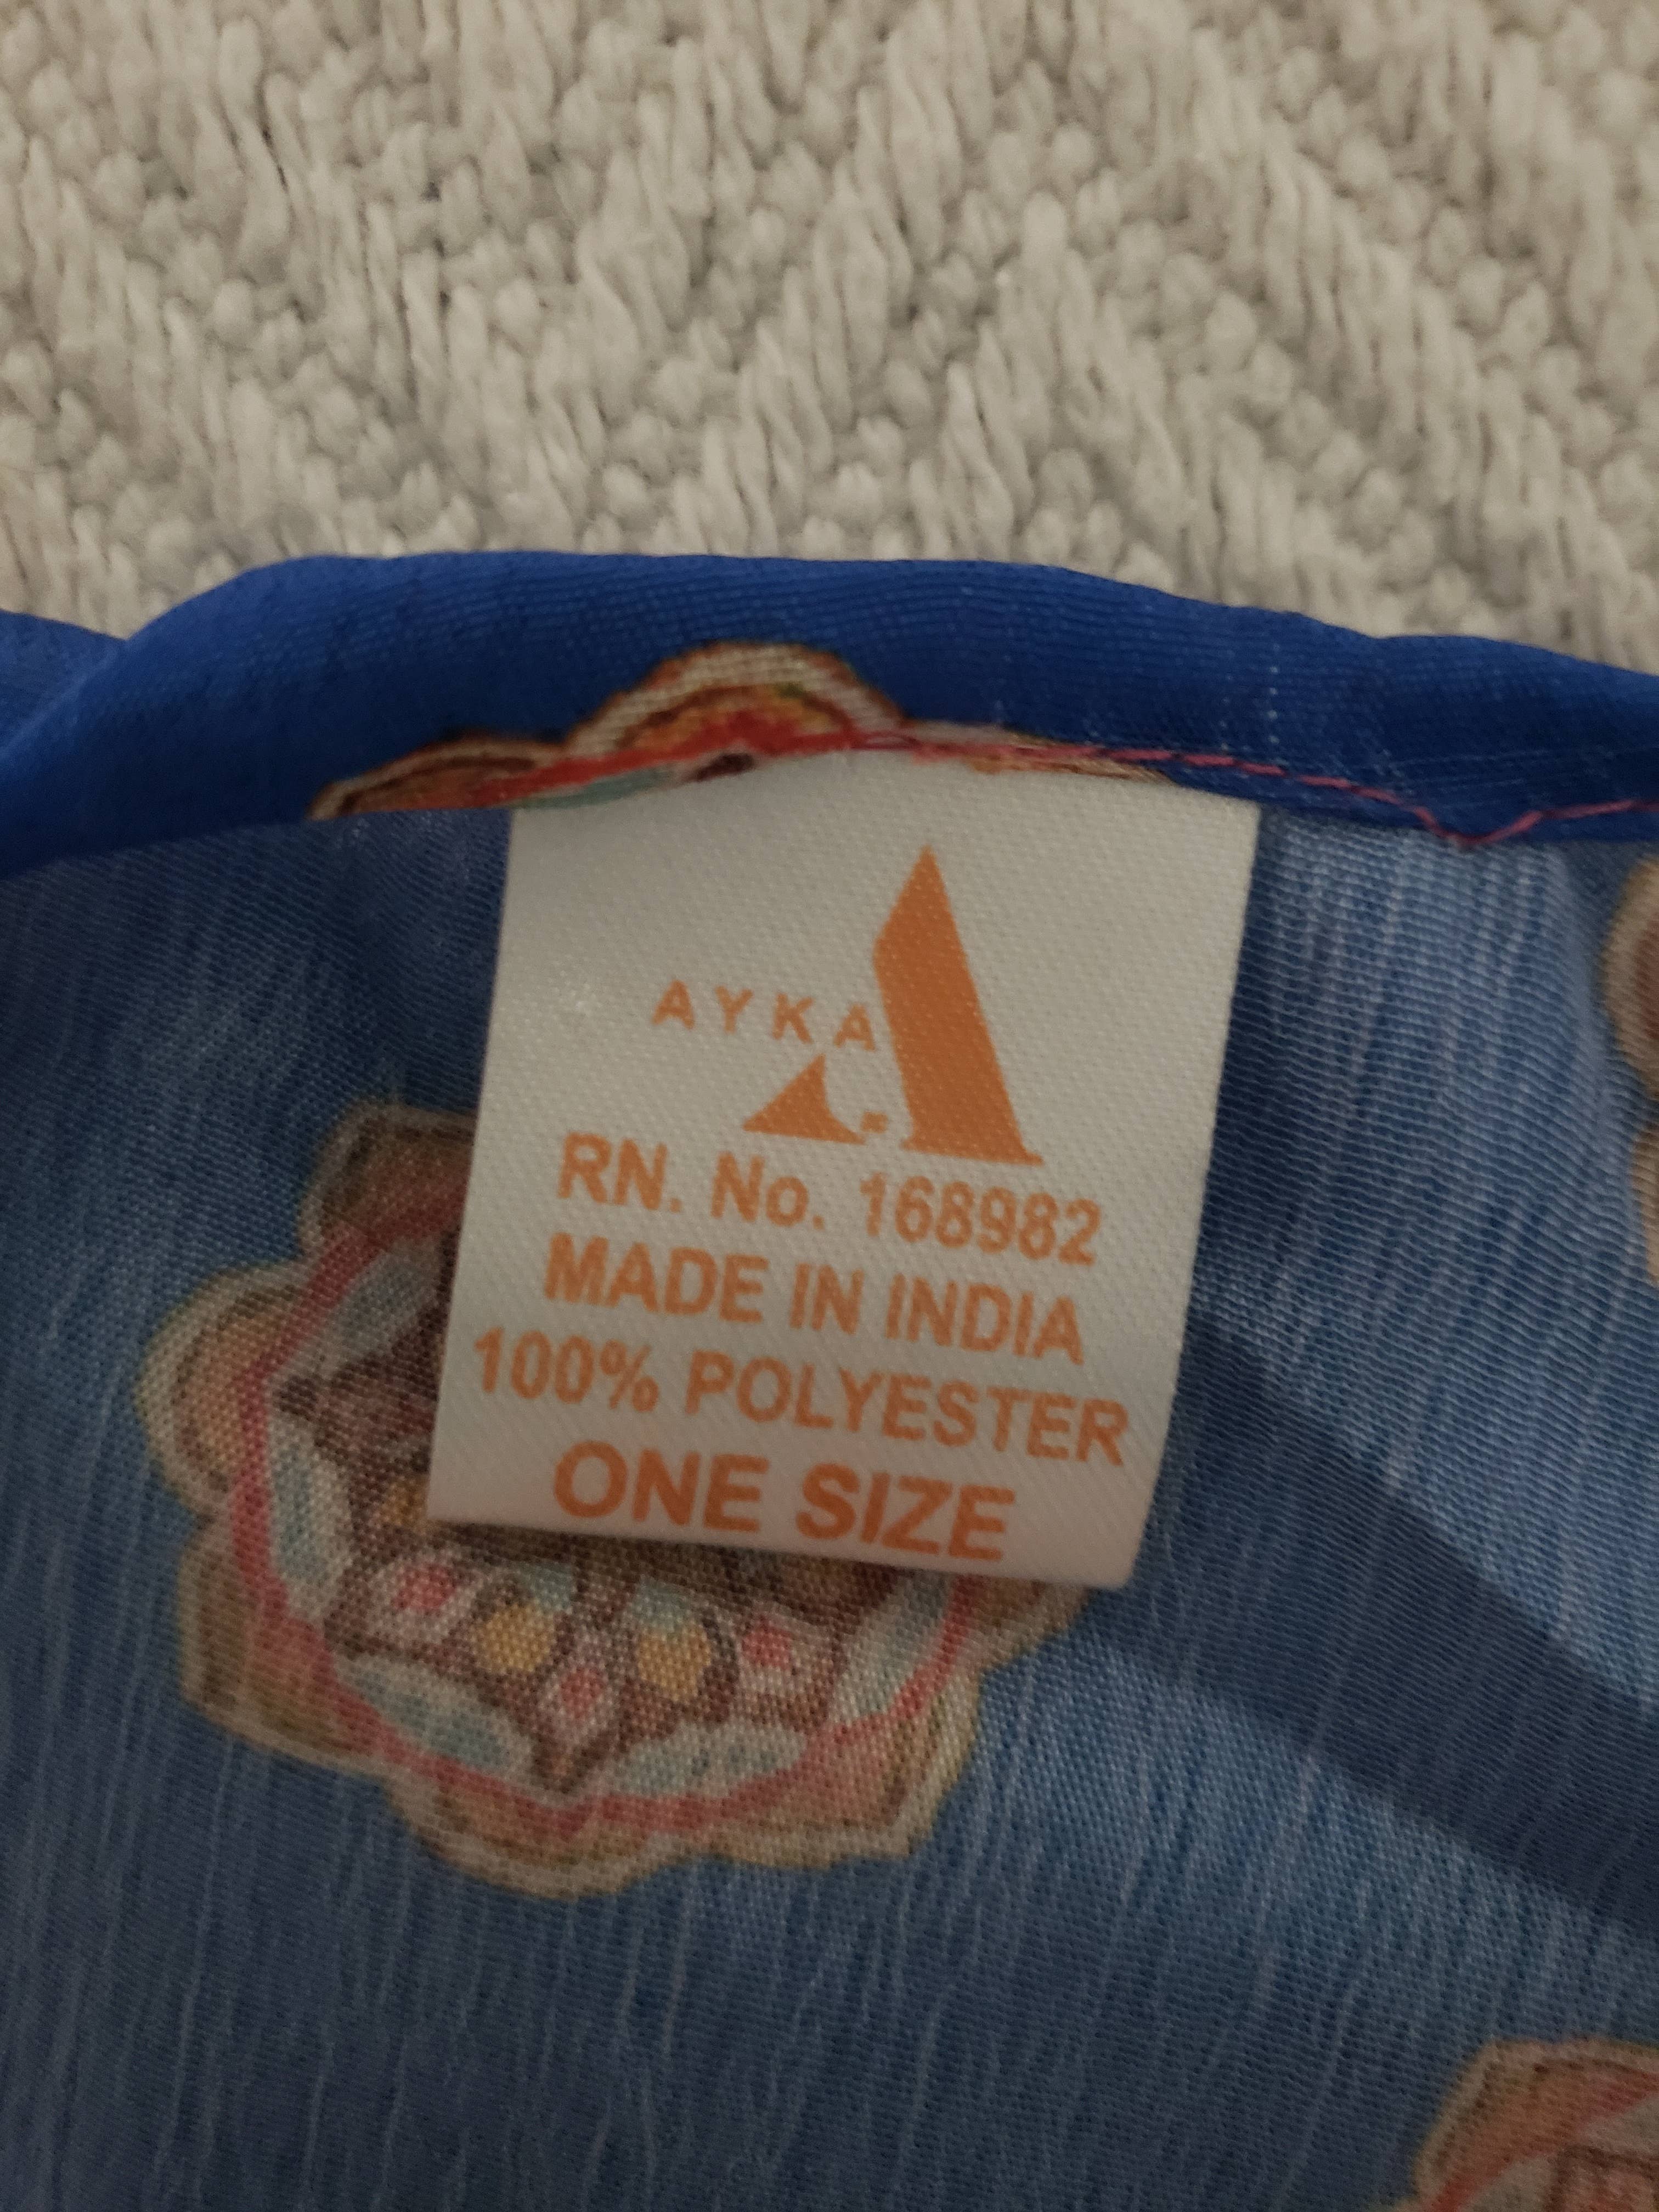 AYKA
RN. No. 168982
MADE IN INDIA
100% POLYESTER
ONE SIZE